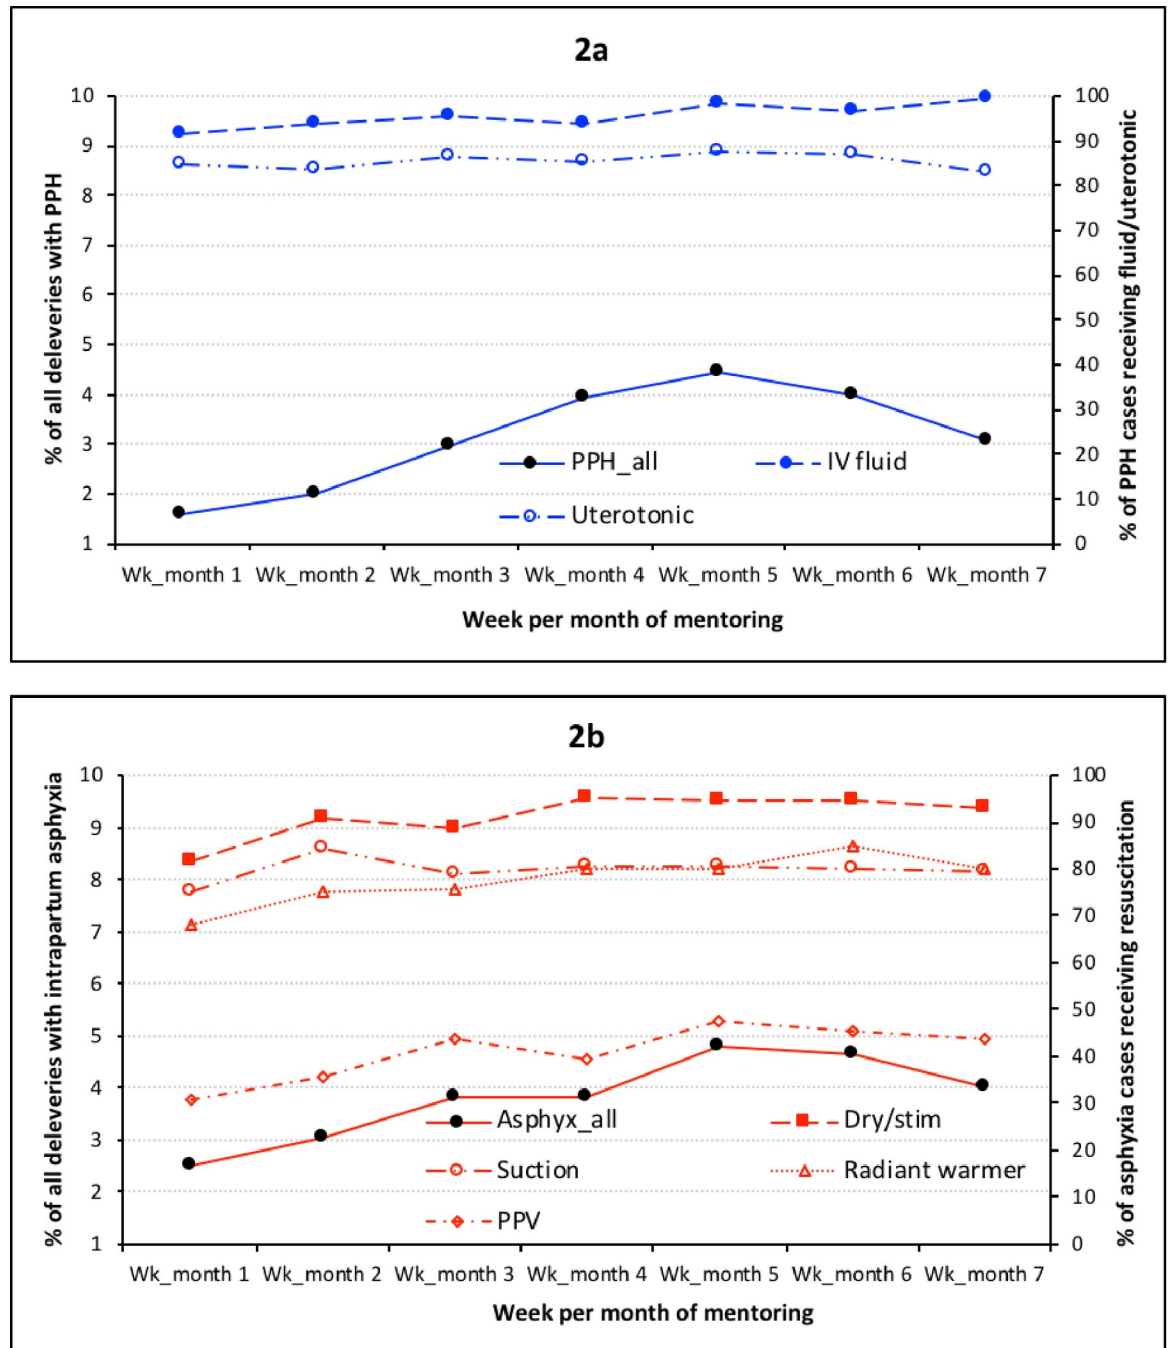 2a
% of all deleveries with PPH
10
9
8
7
6
5
4
3
2
1
100
90
80
70
60
50
40
30
20
10
0
% of PPH cases receiving fluid/uterotonic
PPH_all
IV fluid
Uterotonic
Wk_month 1 Wk_month 2 Wk_month 3 Wk_month 4 Wk_month 5 Wk_month 6 Wk_month 7
Week per month of mentoring
2b
% of all deleveries with intrapartum asphyxia
10
9
8
7
6
5
4
3
2
1
100
90
80
70
60
50
40
30
20
10
0
% of asphyxia cases receiving resuscitation
Asphyx_all
Dry/stim
Suction
Radiant warmer
PPV
Wk_month 1 Wk_month 2 Wk_month 3 Wk_month 4 Wk_month 5 Wk_month 6 Wk_month 7
Week per month of mentoring